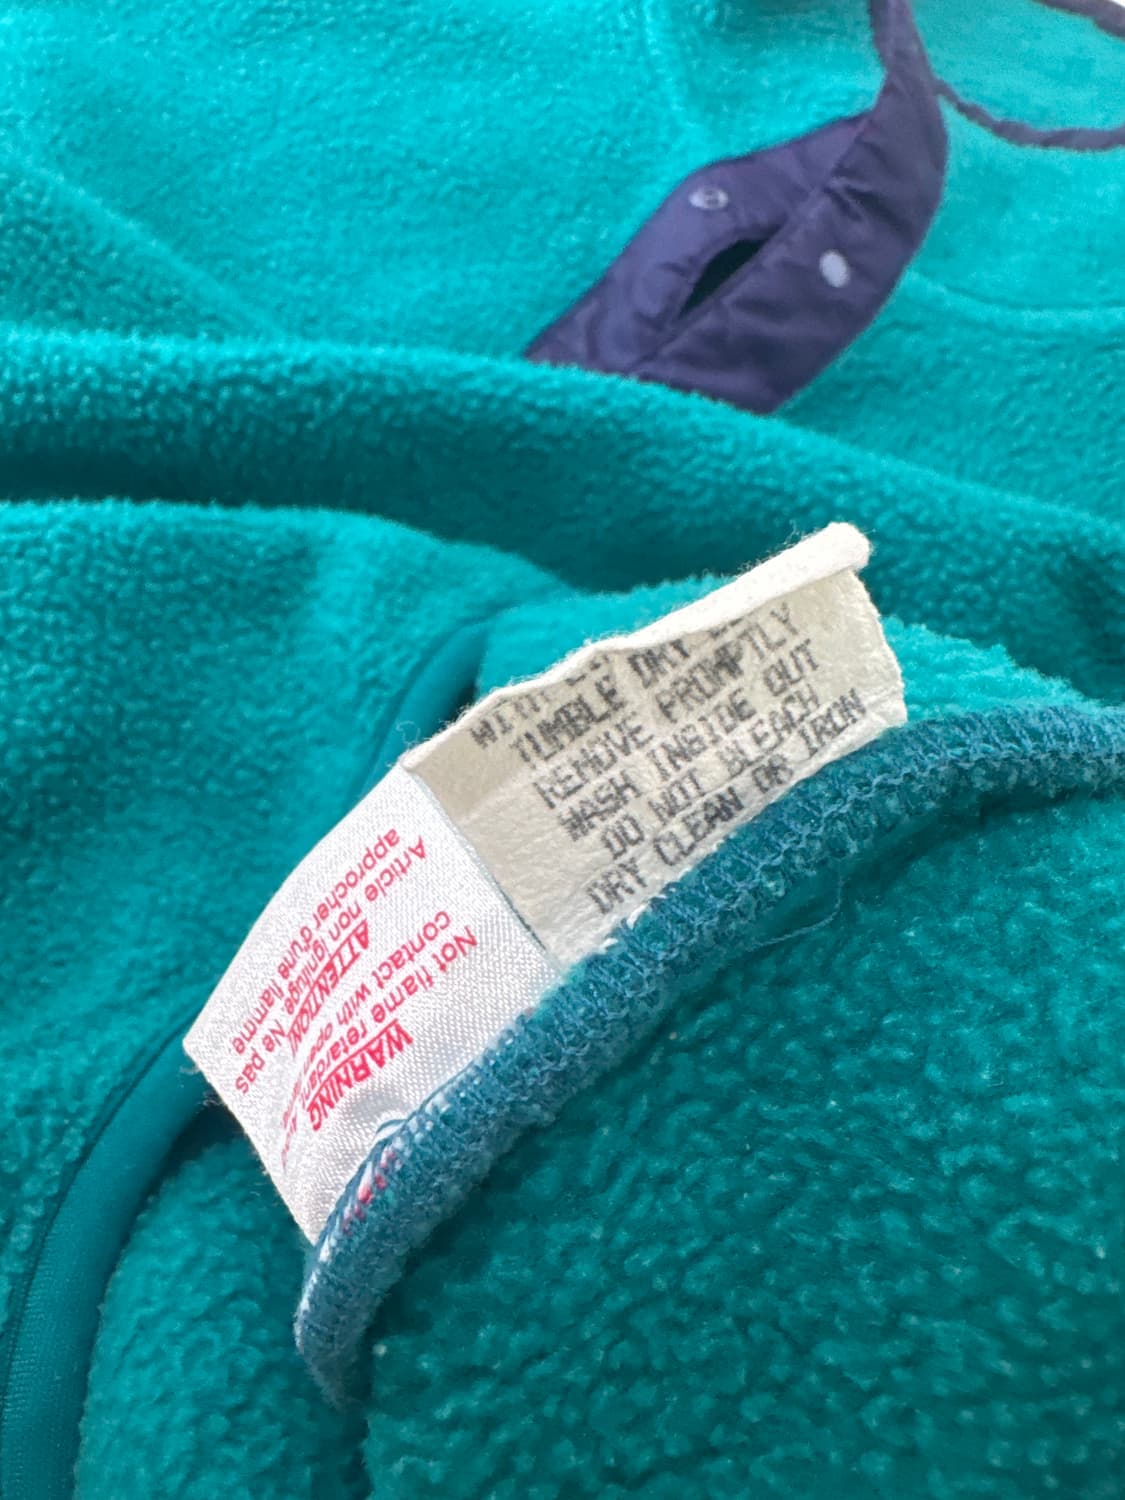 TUMBLE DRY
REMOVE PROMPTLY
WASH INSIDE OUT
DO NOT BLEACH
DRY CLEAN OR IRON
WARNING
Not flame retardant.
contact with open
ATTENTION
Article non ignifuge. Ne pas
approcher d'une flamme